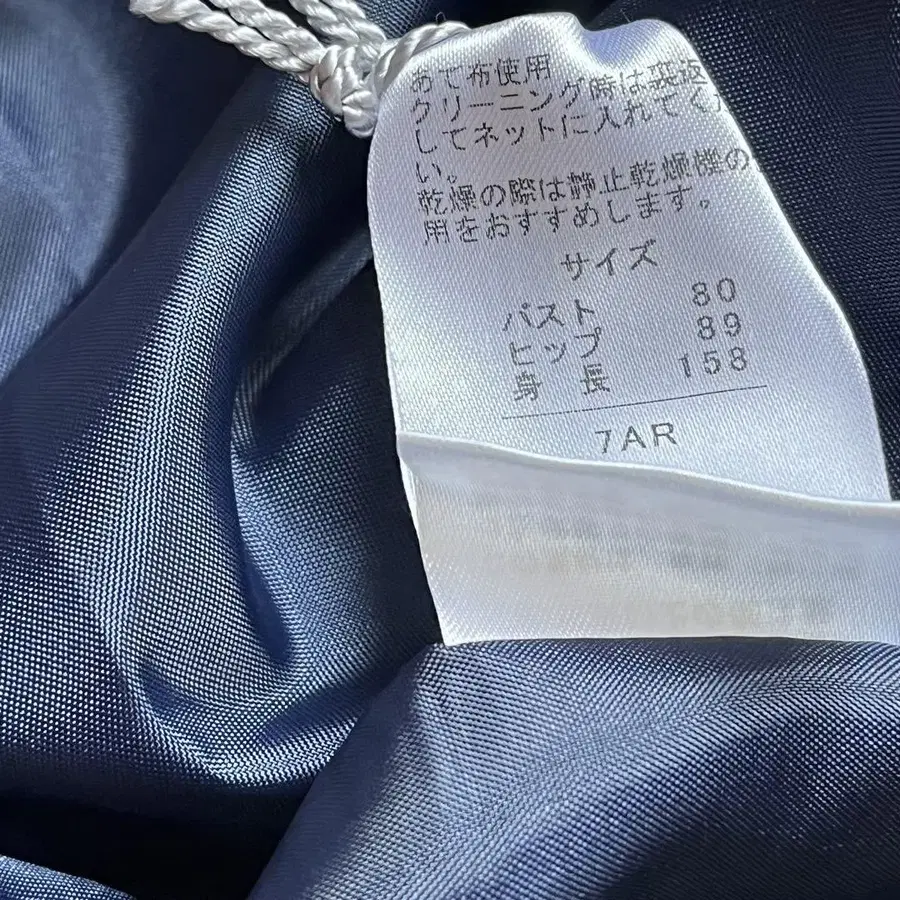 あて布使用
クリーニング時は裏返
してネットに入れてく
い。
乾燥の際は静止乾燥機の
用をおすすめします。
サイズ
バスト 80
ヒップ 89
身長 158
7AR